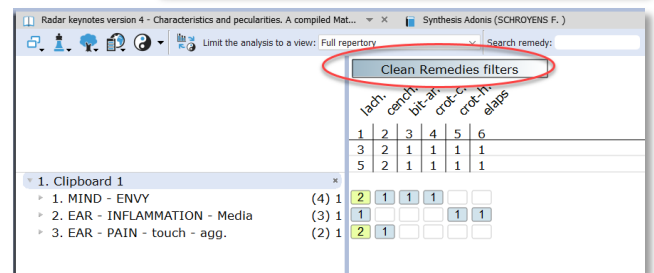 Radar keynotes version 4 - Characteristics and pecularities. A compiled Mat... Synthesis Adonis (SCHROYENS F. )
Limit the analysis to a view: Full repertory Search remedy:
Clean Remedies filters
lach. cench. bit-ar. crot-c. crot-h. elaps
1 2 3 4 5 6
3 2 1 1 1 1
5 2 1 1 1 1
1. Clipboard 1
1. MIND - ENVY (4) 1 2 1 1 1
2. EAR - INFLAMMATION - Media (3) 1 1 1 1
3. EAR - PAIN - touch - agg. (2) 1 2 1